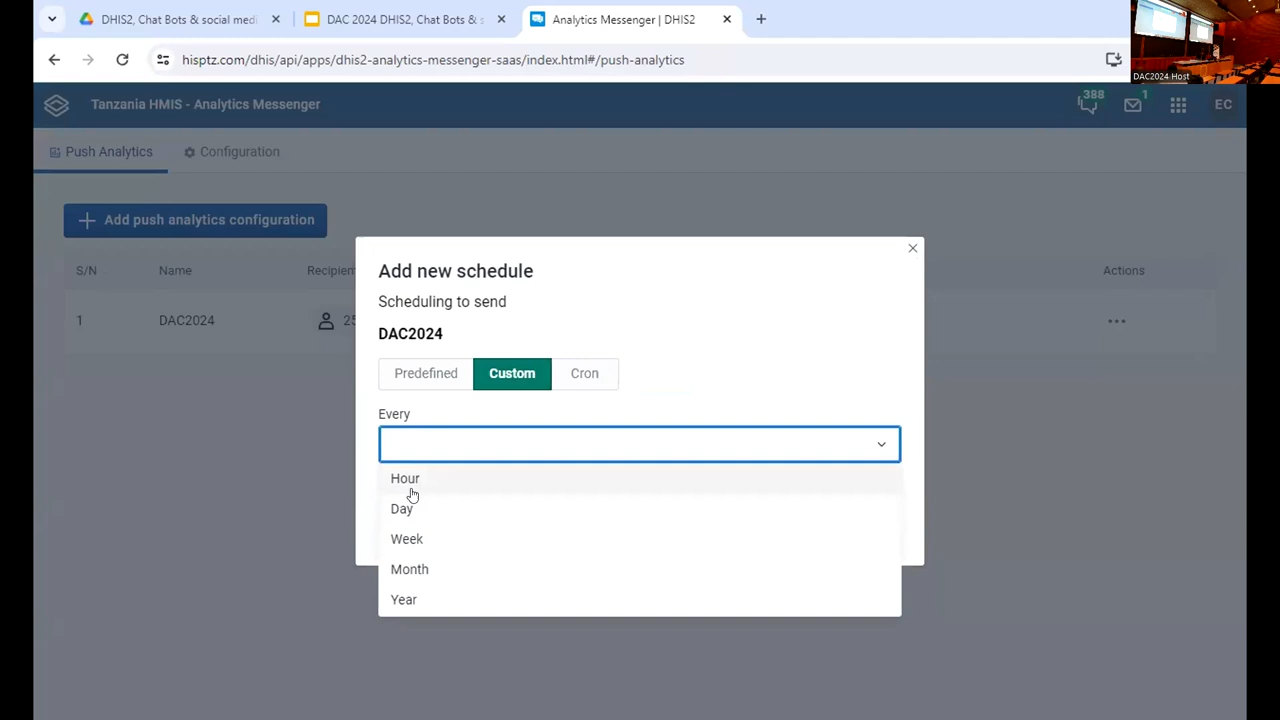 DHIS2, Chat Bots & social medi
DAC 2024 DHIS2, Chat Bots & s
Analytics Messenger | DHIS2
hisptz.com/dhis/api/apps/dhis2-analytics-messenger-saas/index.html#/push-analytics
DAC2024 Host
Tanzania HMIS - Analytics Messenger
388
1
EC
Push Analytics
Configuration
Add push analytics configuration
S/N
Name
Recipien
Actions
1
DAC2024
25
Add new schedule
Scheduling to send
DAC2024
Predefined
Custom
Cron
Every
Hour
Day
Week
Month
Year